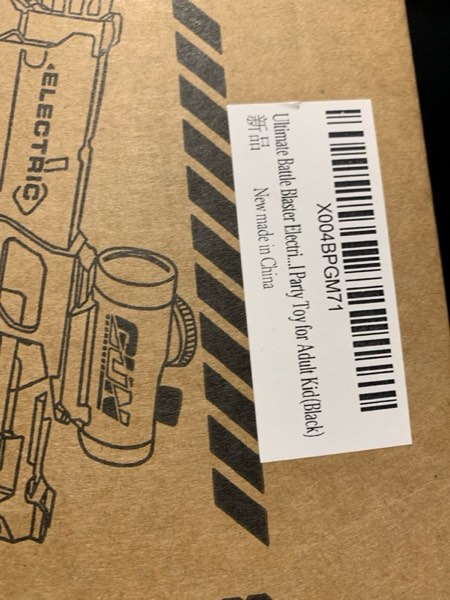 ELECTRIC
GUN
X004BPGM71
Ultimate Battle Blaster Electri...l Party Toy for Adult Kid(Black)
新品 New made in China